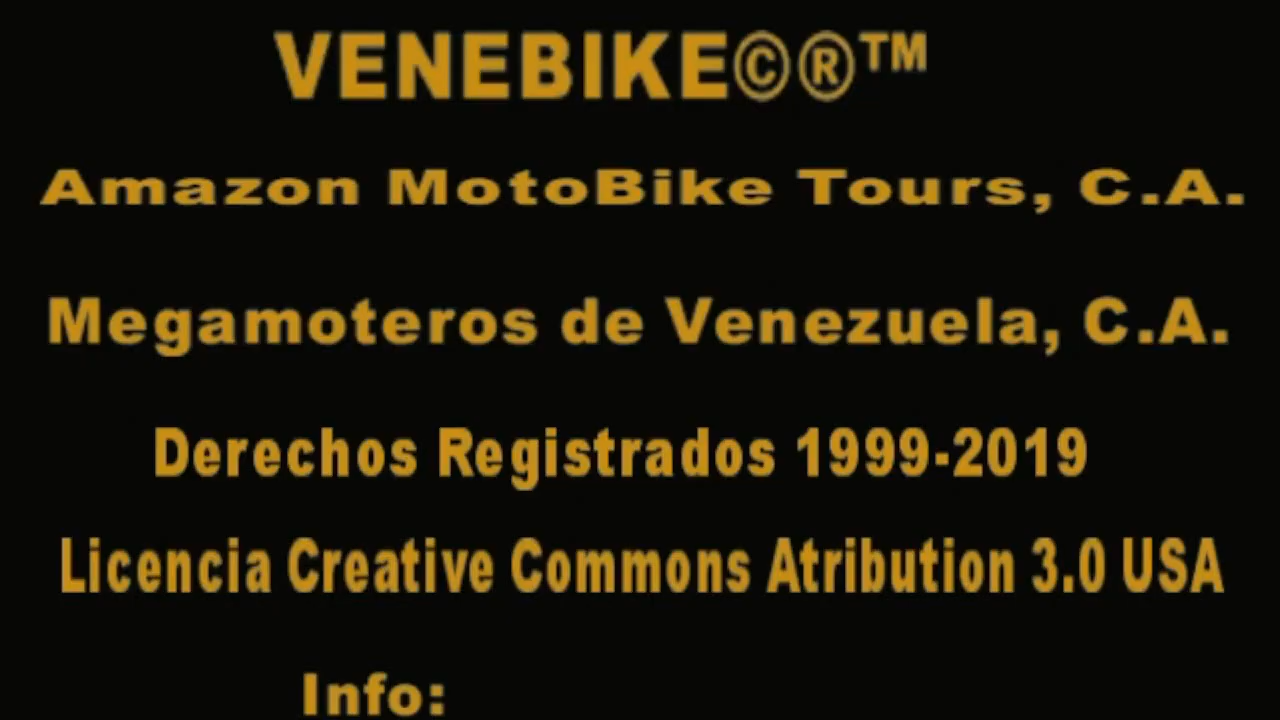 VENEBIKE©®™
Amazon MotoBike Tours, C.A.
Megamoteros de Venezuela, C.A.
Derechos Registrados 1999-2019
Licencia Creative Commons Atribution 3.0 USA
Info: